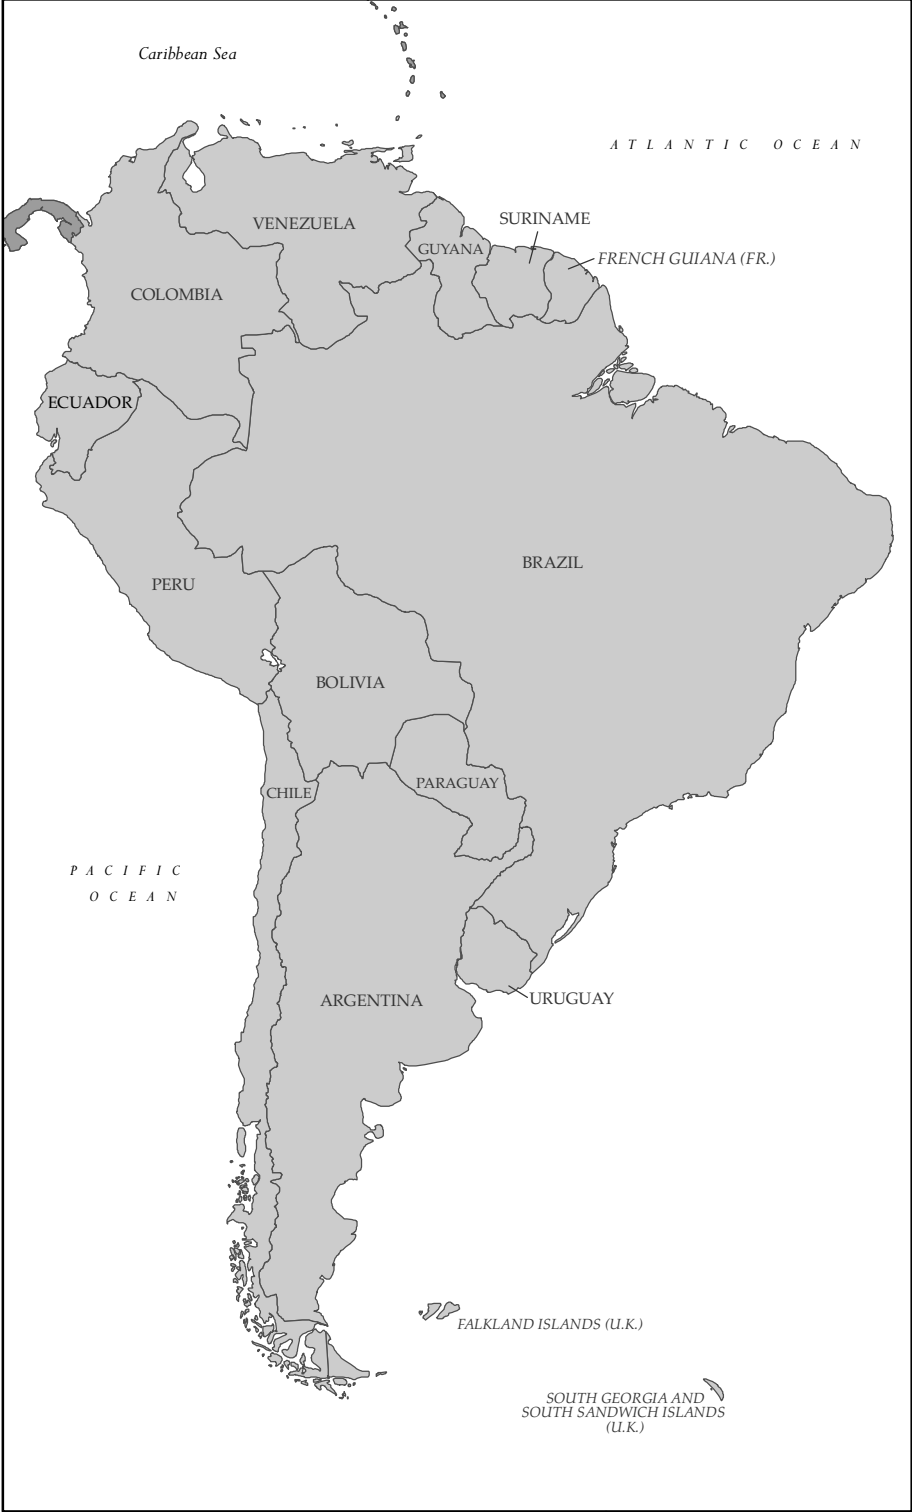 Caribbean Sea
ATLANTIC OCEAN
VENEZUELA
SURINAME
GUYANA
FRENCH GUIANA (FR.)
COLOMBIA
ECUADOR
BRAZIL
PERU
BOLIVIA
PARAGUAY
CHILE
PACIFIC
OCEAN
ARGENTINA
URUGUAY
FALKLAND ISLANDS (U.K.)
SOUTH GEORGIA AND
SOUTH SANDWICH ISLANDS
(U.K.)